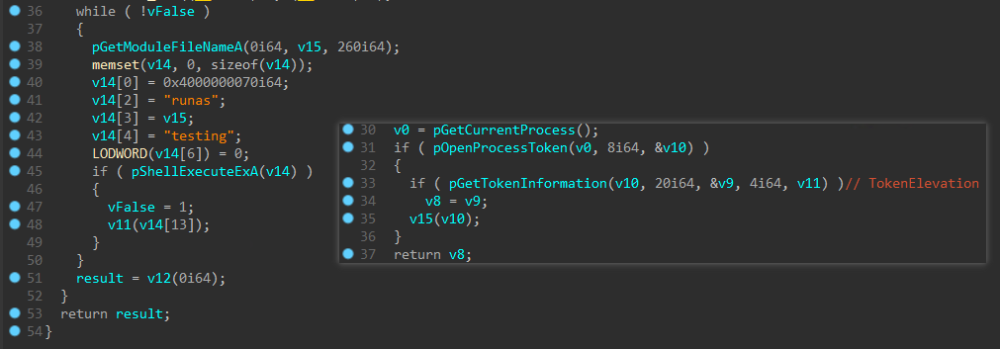 36 while ( !vFalse )
37 {
38 pGetModuleFileNameA(0i64, v15, 260i64);
39 memset(v14, 0, sizeof(v14));
40 v14[0] = 0x4000000070i64;
41 v14[2] = "runas";
42 v14[3] = v15;
43 v14[4] = "testing";
44 LODWORD(v14[6]) = 0;
45 if ( pShellExecuteExA(v14) )
46 {
47 vFalse = 1;
48 v11(v14[13]);
49 }
50 }
51 result = v12(0i64);
52 }
53 return result;
54 }
30 v0 = pGetCurrentProcess();
31 if ( pOpenProcessToken(v0, 8i64, &v10) )
32 {
33 if ( pGetTokenInformation(v10, 20i64, &v9, 4i64, v11) )// TokenElevation
34 v8 = v9;
35 v15(v10);
36 }
37 return v8;